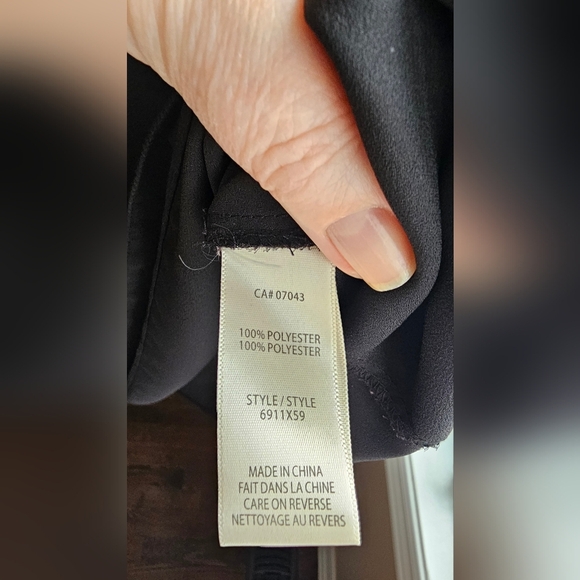 CA# 07043
100% POLYESTER
100% POLYESTER
STYLE / STYLE
6911X59
MADE IN CHINA
FAIT DANS LA CHINE
CARE ON REVERSE
NETTOYAGE AU REVERS